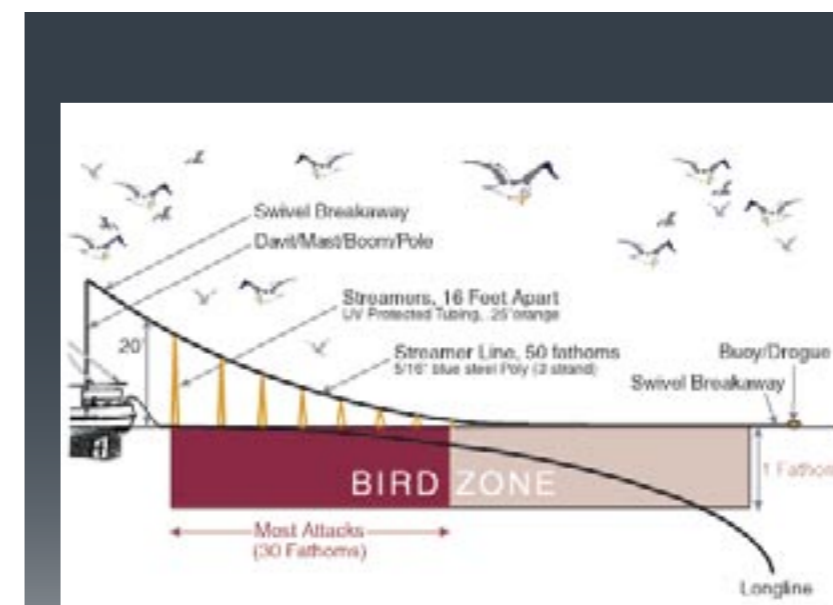 Swivel Breakaway
Davit/Mast/Boom/Pole
Streamers, 16 Feet Apart
UV Protected Tubing, .25"orange
20'
Streamer Line, 50 fathoms
5/16" blue steel Poly (3 strand)
Buoy/Drogue
Swivel Breakaway
BIRD ZONE
1 Fathom
Most Attacks
(30 Fathoms)
Longline